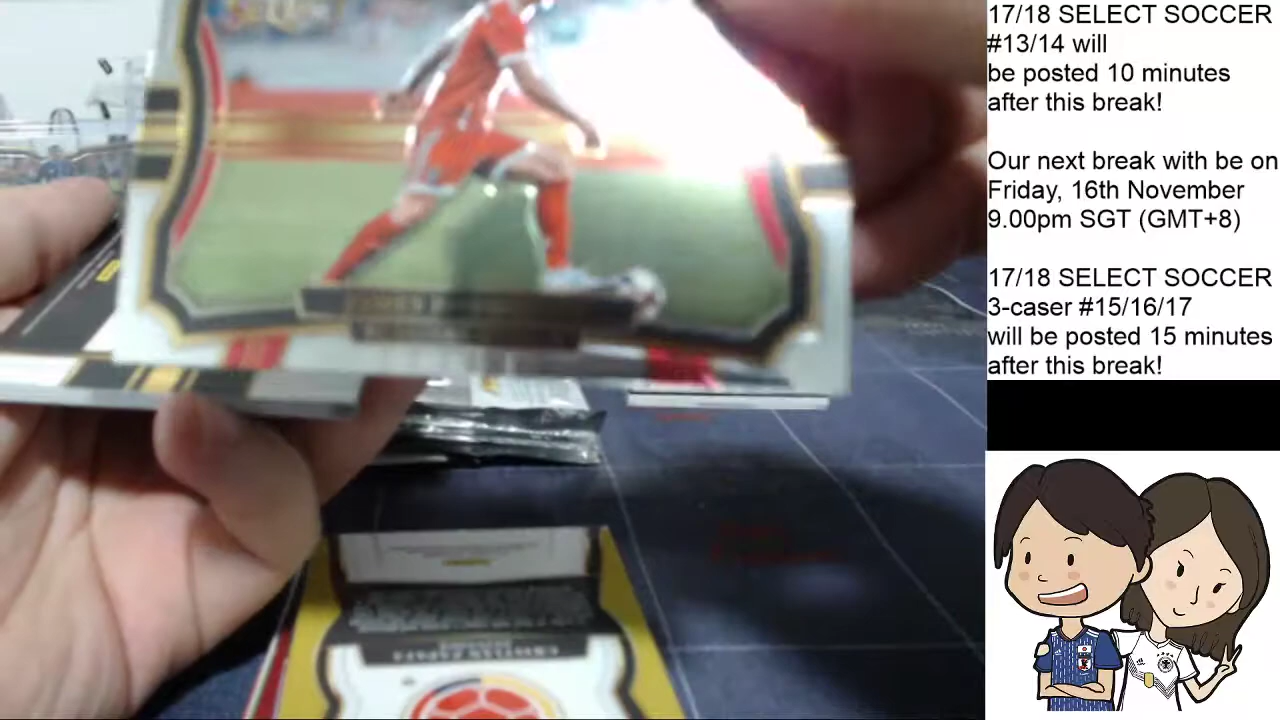 17/18 SELECT SOCCER
#13/14 will
be posted 10 minutes
after this break!
Our next break with be on
Friday, 16th November
9.00pm SGT (GMT+8)
17/18 SELECT SOCCER
3-caser #15/16/17
will be posted 15 minutes
after this break!
CRISTIAN ZAPATA